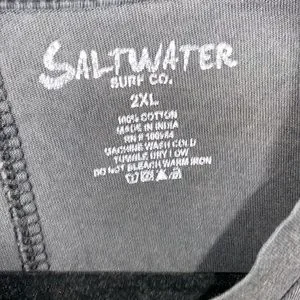 SALTWATER
SURF CO.
2XL
100% COTTON
MADE IN INDIA
RN #
MACHINE WASH COLD
TUMBLE DRY LOW
DO NOT BLEACH WARM IRON